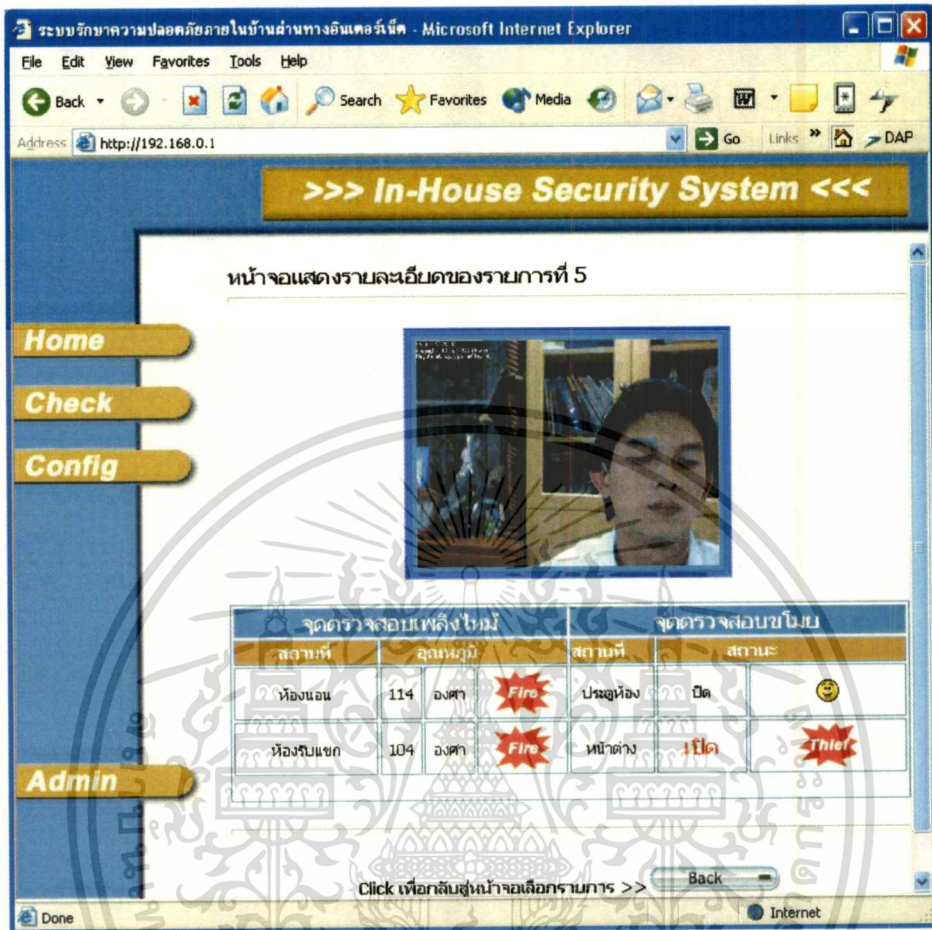 ระบบรักษาความปลอดภัยภายในบ้านผ่านทางอินเตอร์เน็ต - Microsoft Internet Explorer
File Edit View Favorites Tools Help
Back Search Favorites Media
Address http://192.168.0.1 Go Links » DAP
>>> In-House Security System <<<
หน้าจอแสดงรายละเอียดของรายการที่ 5
Home
Check
Config
จุดตรวจสอบเพลิงไหม้ จุดตรวจสอบขโมย
สถานที่ อุณหภูมิ สถานที่ สถานะ
ห้องนอน 114 องศา Fire ประตูห้อง ปิด
ห้องรับแขก 104 องศา Fire หน้าต่าง เปิด Thief
Admin
Click เพื่อกลับสู่หน้าจอเลือกรายการ >> Back
Done Internet